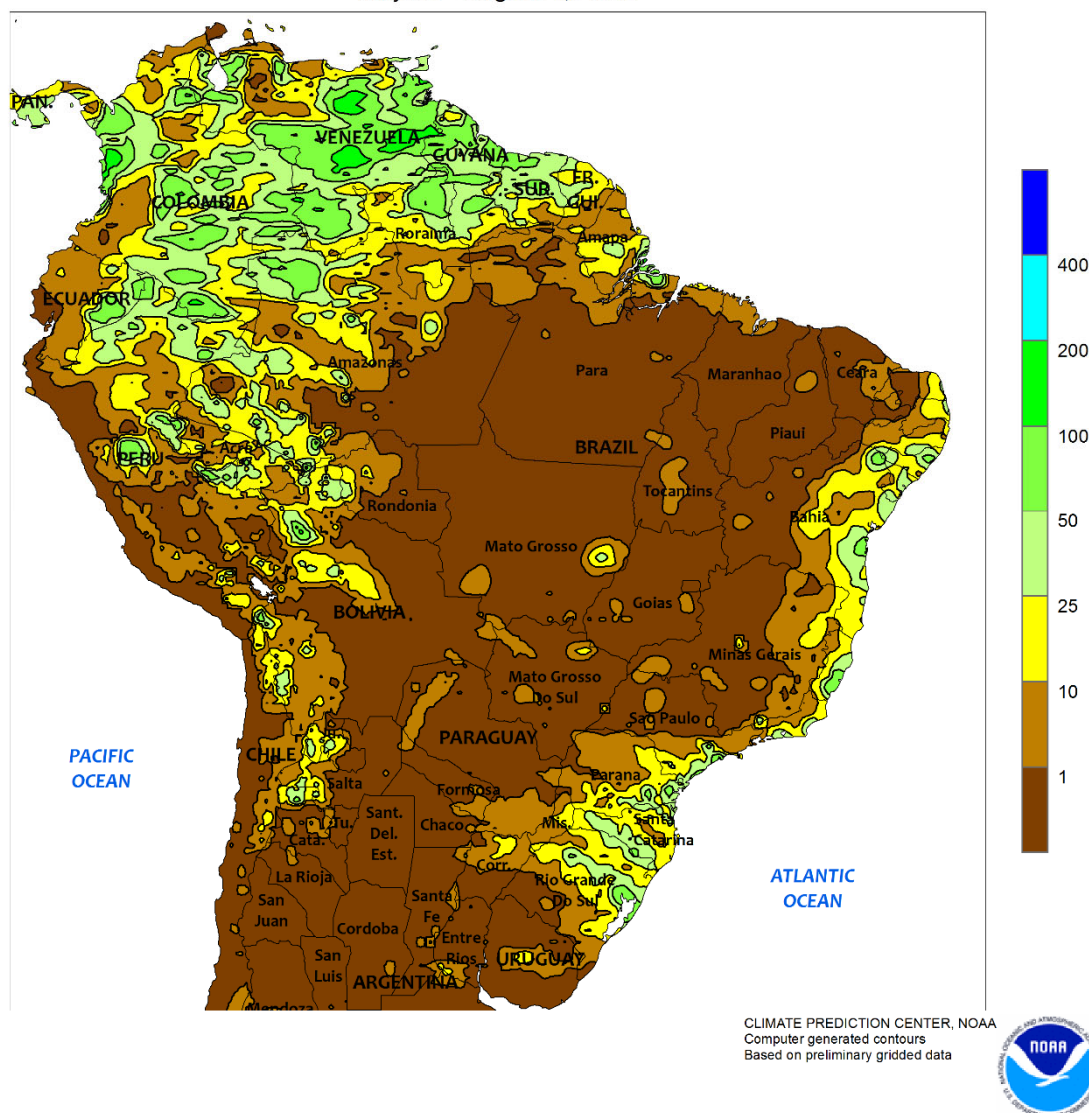 PAN.
VENEZUELA
GUYANA
SUR.
FR.
GUI.
COLOMBIA
Roraima
Amapa
ECUADOR
Amazonas
Para
Maranhao
Ceara
Piaui
BRAZIL
PERU
Acre
Tocantins
Rondonia
Bahia
Mato Grosso
Goias
BOLIVIA
Minas Gerais
Mato Grosso
Do Sul
Sao Paulo
PARAGUAY
PACIFIC
OCEAN
CHILE
Parana
Salta
Formosa
Sant.
Del.
Est.
Tu.
Chaco
Mis.
Santa
Catarina
Cata.
Corr.
La Rioja
Rio Grande
Do Sul
ATLANTIC
OCEAN
San
Juan
Santa
Fe
Cordoba
Entre
Rios
San
Luis
URUGUAY
ARGENTINA
Mendoza
400
200
100
50
25
10
1
CLIMATE PREDICTION CENTER, NOAA
Computer generated contours
Based on preliminary gridded data
NOAA